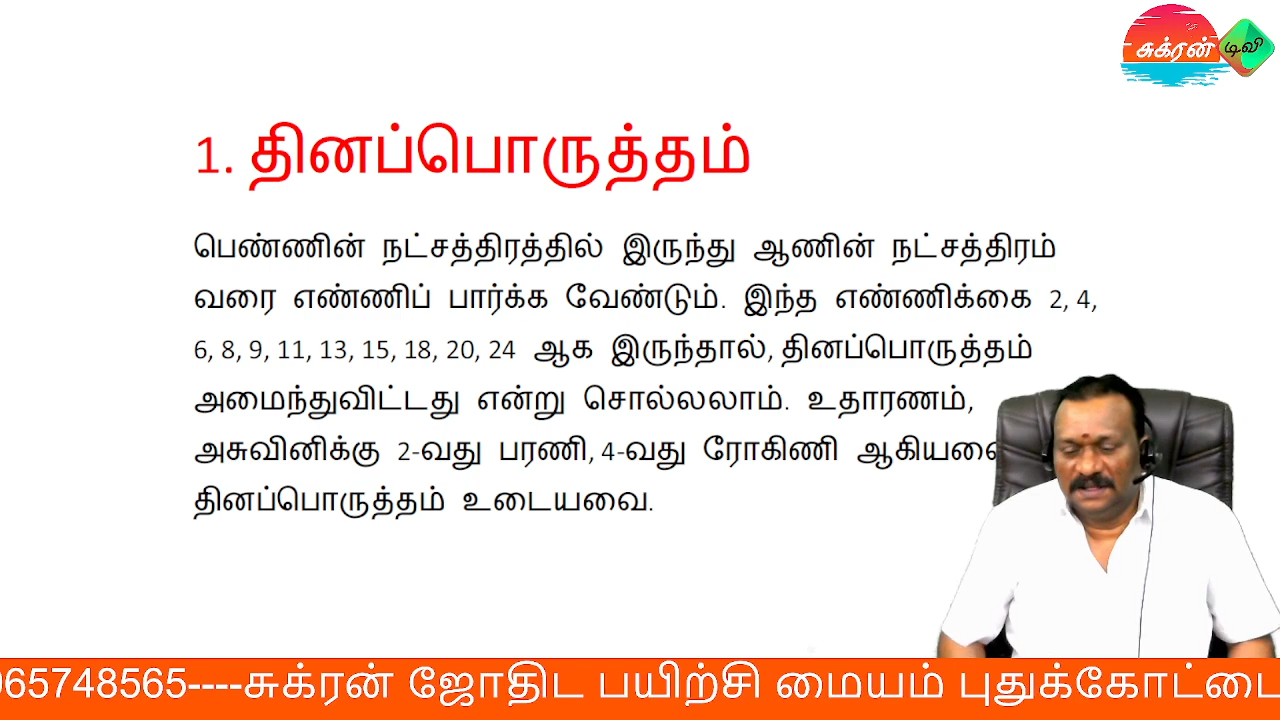 சுக்ரன் டிவி
1. தினப்பொருத்தம்
பெண்ணின் நட்சத்திரத்தில் இருந்து ஆணின் நட்சத்திரம்
வரை எண்ணிப் பார்க்க வேண்டும். இந்த எண்ணிக்கை 2, 4,
6, 8, 9, 11, 13, 15, 18, 20, 24 ஆக இருந்தால், தினப்பொருத்தம்
அமைந்துவிட்டது என்று சொல்லலாம். உதாரணம்,
அசுவினிக்கு 2-வது பரணி, 4-வது ரோகிணி ஆகியவை
தினப்பொருத்தம் உடையவை.
065748565----சுக்ரன் ஜோதிட பயிற்சி மையம் புதுக்கோட்டை